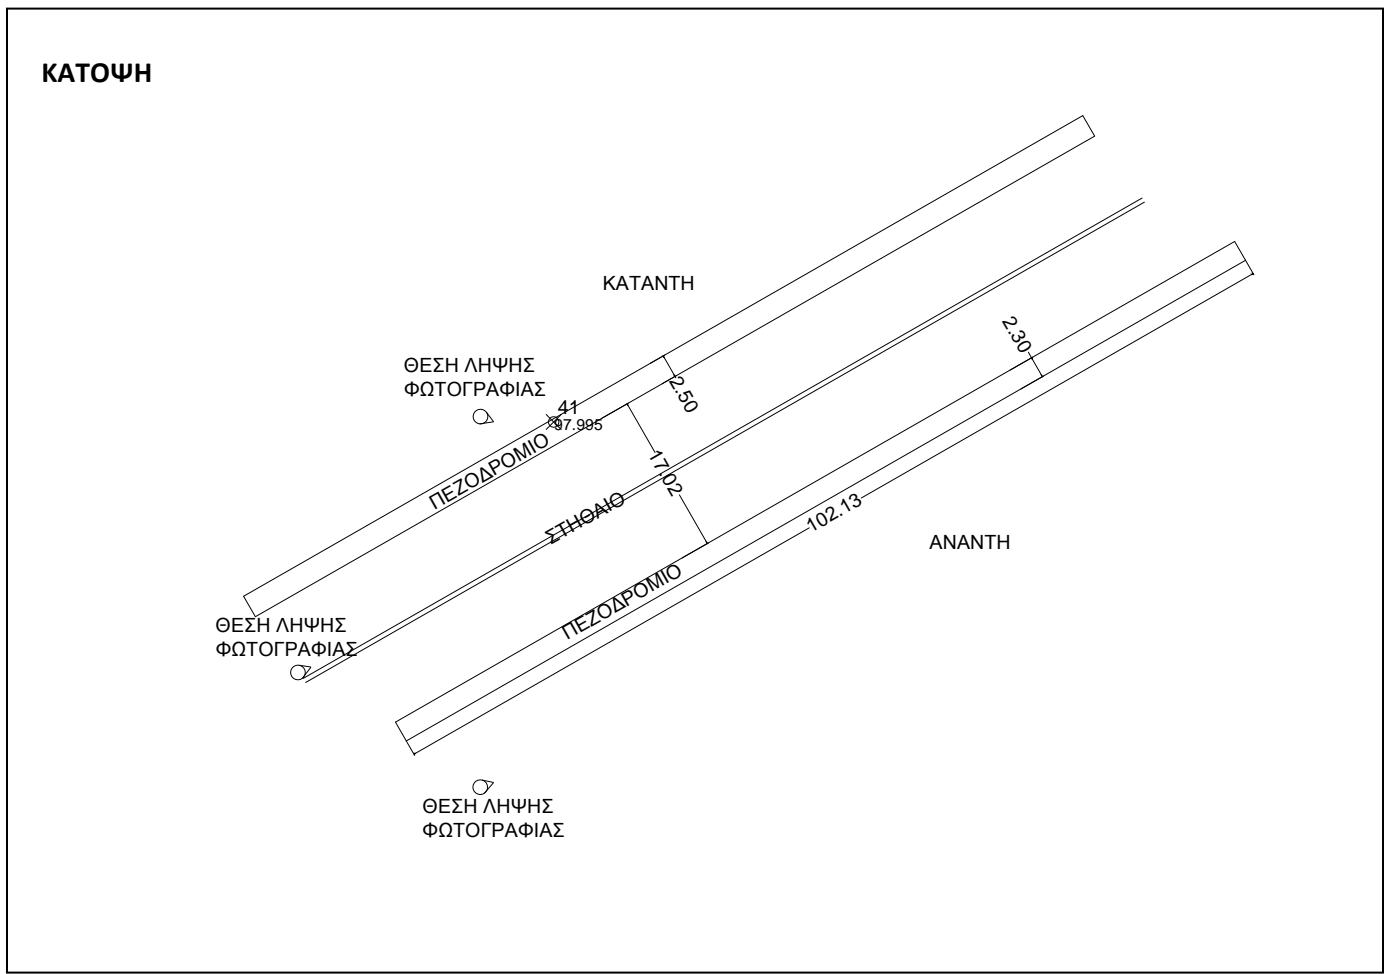 ΚΑΤΟΨΗ
ΚΑΤΑΝΤΗ
2.30
ΘΕΣΗ ΛΗΨΗΣ
ΦΩΤΟΓΡΑΦΙΑΣ
2.50
41
97.995
ΠΕΖΟΔΡΟΜΙΟ
17.02
ΣΤΗΘΑΙΟ
102.13
ΑΝΑΝΤΗ
ΠΕΖΟΔΡΟΜΙΟ
ΘΕΣΗ ΛΗΨΗΣ
ΦΩΤΟΓΡΑΦΙΑΣ
ΘΕΣΗ ΛΗΨΗΣ
ΦΩΤΟΓΡΑΦΙΑΣ